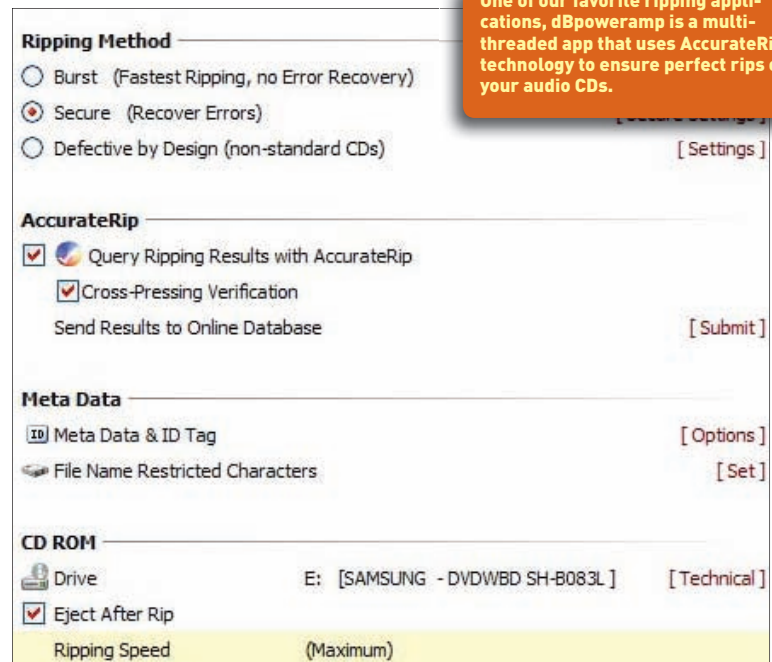 One of our favorite ripping appli-
cations, dBpoweramp is a multi-
threaded app that uses AccurateRi
technology to ensure perfect rips
your audio CDs.
Ripping Method
Burst (Fastest Ripping, no Error Recovery)
Secure (Recover Errors)
Defective by Design (non-standard CDs) [ Settings ]
AccurateRip
Query Ripping Results with AccurateRip
Cross-Pressing Verification
Send Results to Online Database [ Submit ]
Meta Data
ID Meta Data & ID Tag [ Options ]
File Name Restricted Characters [ Set ]
CD ROM
Drive E: [SAMSUNG - DVDWBD SH-B083L ] [ Technical ]
Eject After Rip
Ripping Speed (Maximum)